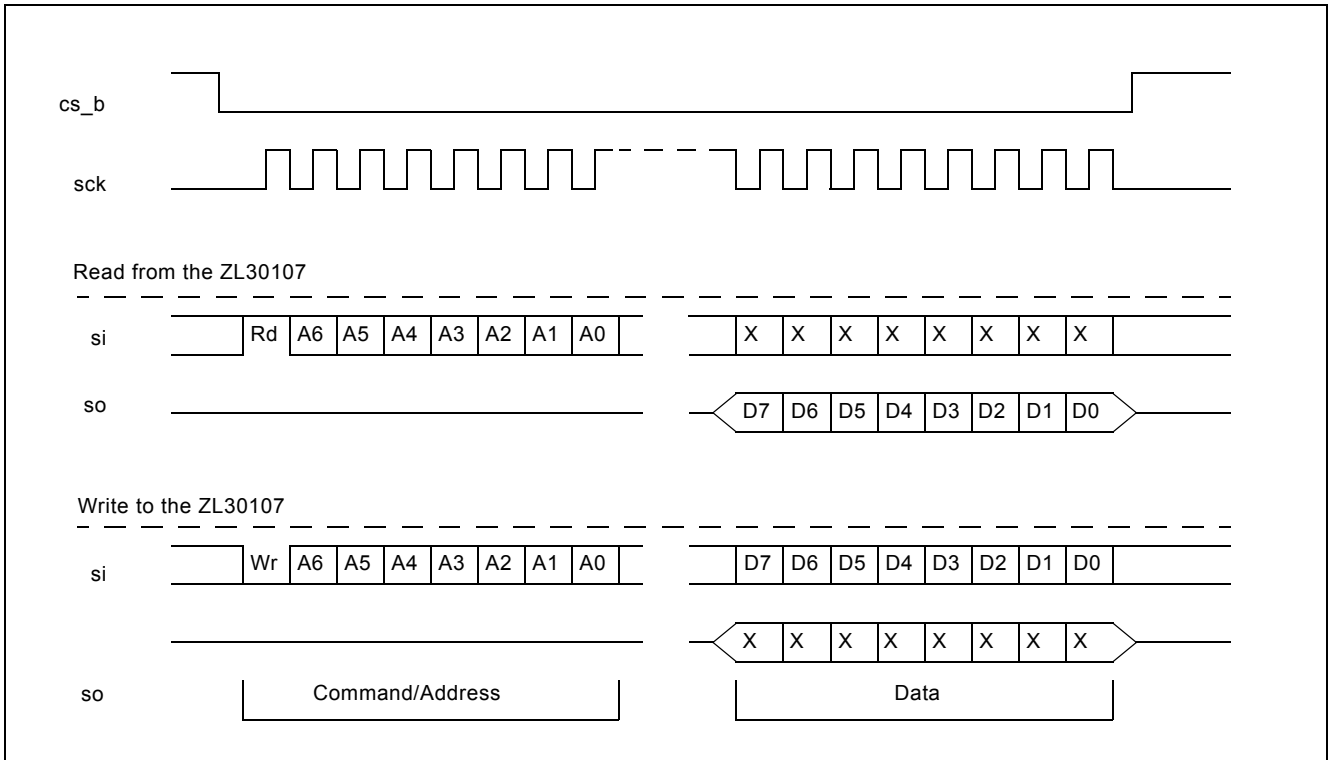 cs_b
sck
Read from the ZL30107
si Rd A6 A5 A4 A3 A2 A1 A0 X X X X X X X X
so D7 D6 D5 D4 D3 D2 D1 D0
Write to the ZL30107
si Wr A6 A5 A4 A3 A2 A1 A0 D7 D6 D5 D4 D3 D2 D1 D0
X X X X X X X X
so Command/Address Data